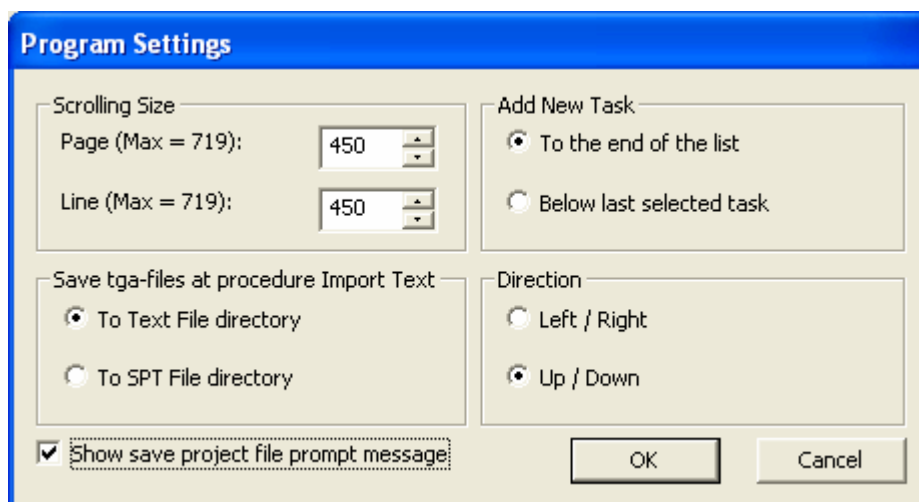 Program Settings
Scrolling Size
Page (Max = 719):
450
Line (Max = 719):
450
Add New Task
To the end of the list
Below last selected task
Save tga-files at procedure Import Text
To Text File directory
To SPT File directory
Direction
Left / Right
Up / Down
Show save project file prompt message
OK
Cancel